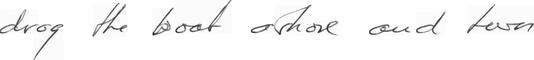 drag the boat ashore and turn